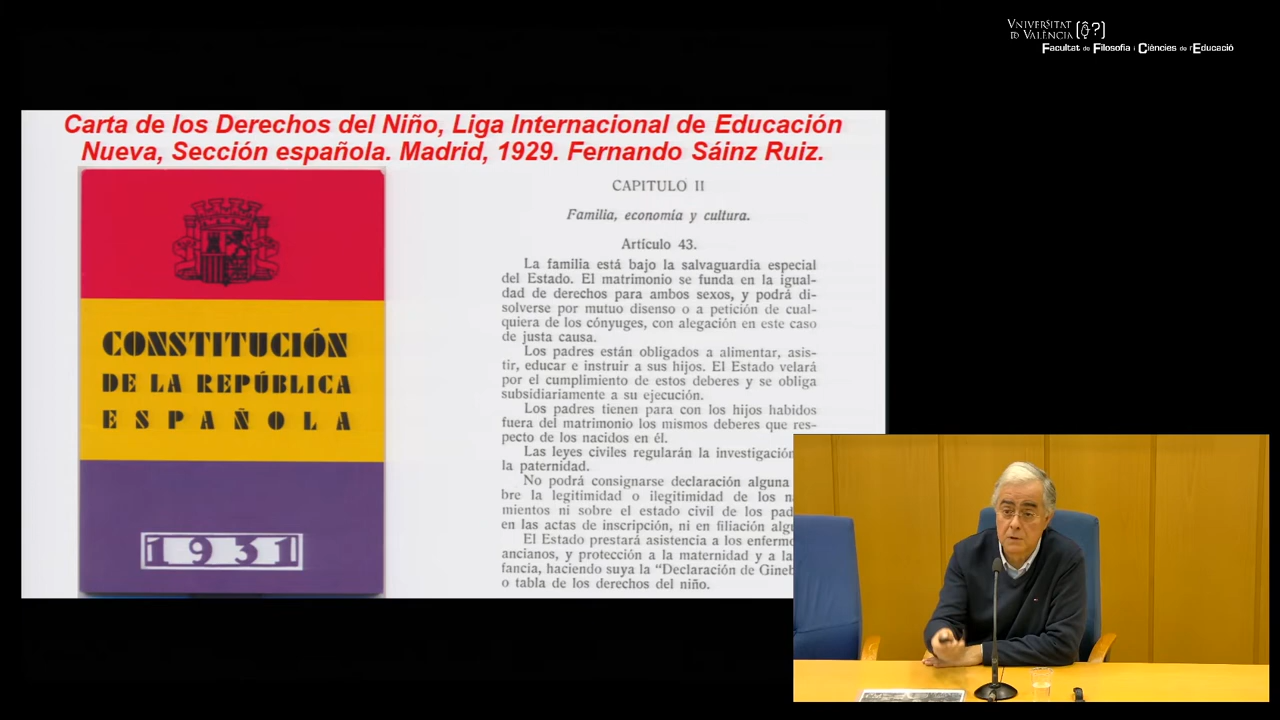 VNIVERSITAT
ID VALÈNCIA
Facultat de Filosofia i Ciències de l'Educació
Carta de los Derechos del Niño, Liga Internacional de Educación
Nueva, Sección española. Madrid, 1929. Fernando Sáinz Ruiz.
CONSTITUCIÓN
DE LA REPÚBLICA
ESPAÑOLA
1931
CAPITULO II
Familia, economía y cultura.
Artículo 43.
La familia está bajo la salvaguardia especial
del Estado. El matrimonio se funda en la igual-
dad de derechos para ambos sexos, y podrá di-
solverse por mutuo disenso o a petición de cual-
quiera de los cónyuges, con alegación en este caso
de justa causa.
Los padres están obligados a alimentar, asis-
tir, educar e instruir a sus hijos. El Estado velará
por el cumplimiento de estos deberes y se obliga
subsidiariamente a su ejecución.
Los padres tienen para con los hijos habidos
fuera del matrimonio los mismos deberes que res-
pecto de los nacidos en él.
Las leyes civiles regularán la investigación
la paternidad.
No podrá consignarse declaración alguna
bre la legitimidad o ilegitimidad de los
mientos ni sobre el estado civil de los
en las actas de inscripción, ni en filiación
El Estado prestará asistencia a los
ancianos, y protección a la maternidad y a la
fancia, haciendo suya la "Declaración de
o tabla de los derechos del niño.